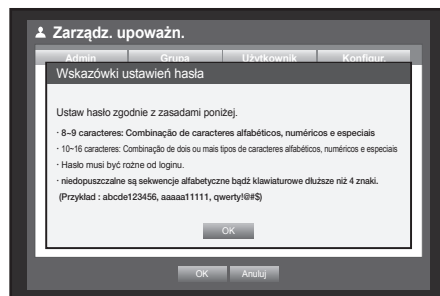 Zarządz. upoważn.
Admin Grupa Użytkownik Konfigur.
Wskazówki ustawień hasła
Ustaw hasło zgodnie z zasadami poniżej.
· 8~9 caracteres: Combinação de caracteres alfabéticos, numéricos e especiais
· 10~16 caracteres: Combinação de dois ou mais tipos de caracteres alfabéticos, numéricos e especiais
· Hasło musi być rożne od loginu.
· niedopuszczalne są sekwencje alfabetyczne bądź klawiaturowe dłuższe niż 4 znaki.
(Przykład : abcde123456, aaaaa11111, qwerty!@#$)
OK
OK Anuluj